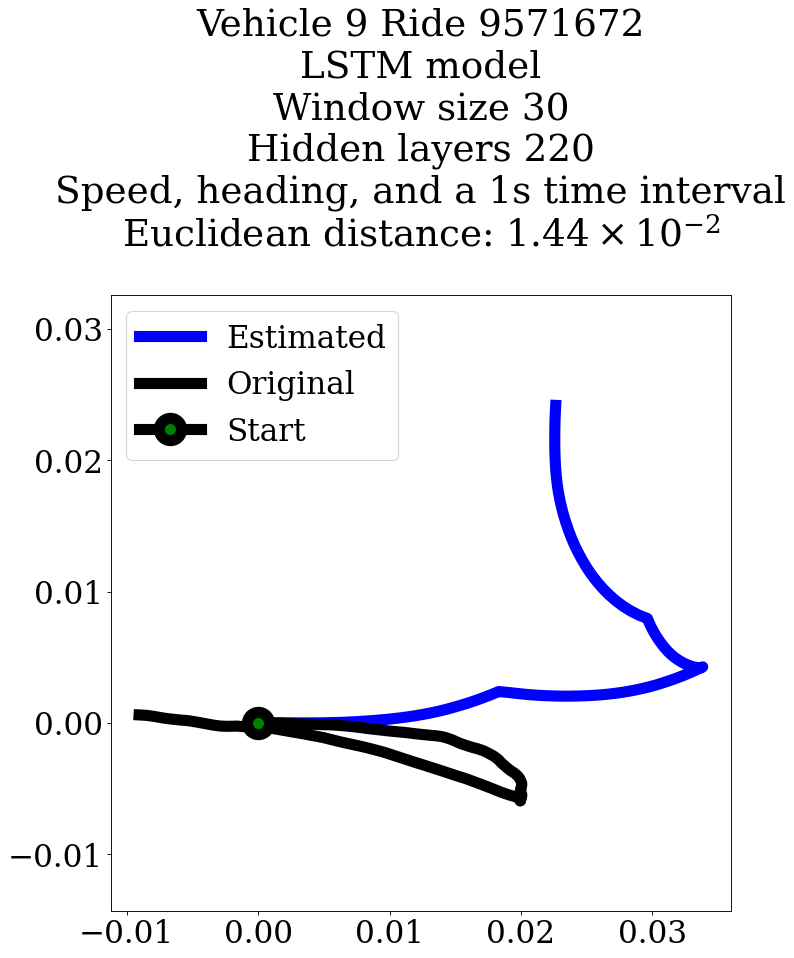 Vehicle 9 Ride 9571672
LSTM model
Window size 30
Hidden layers 220
Speed, heading, and a 1s time interval
Euclidean distance: 1.44 × 10⁻²
Estimated
Original
Start
0.03
0.02
0.01
0.00
−0.01
−0.01 0.00 0.01 0.02 0.03